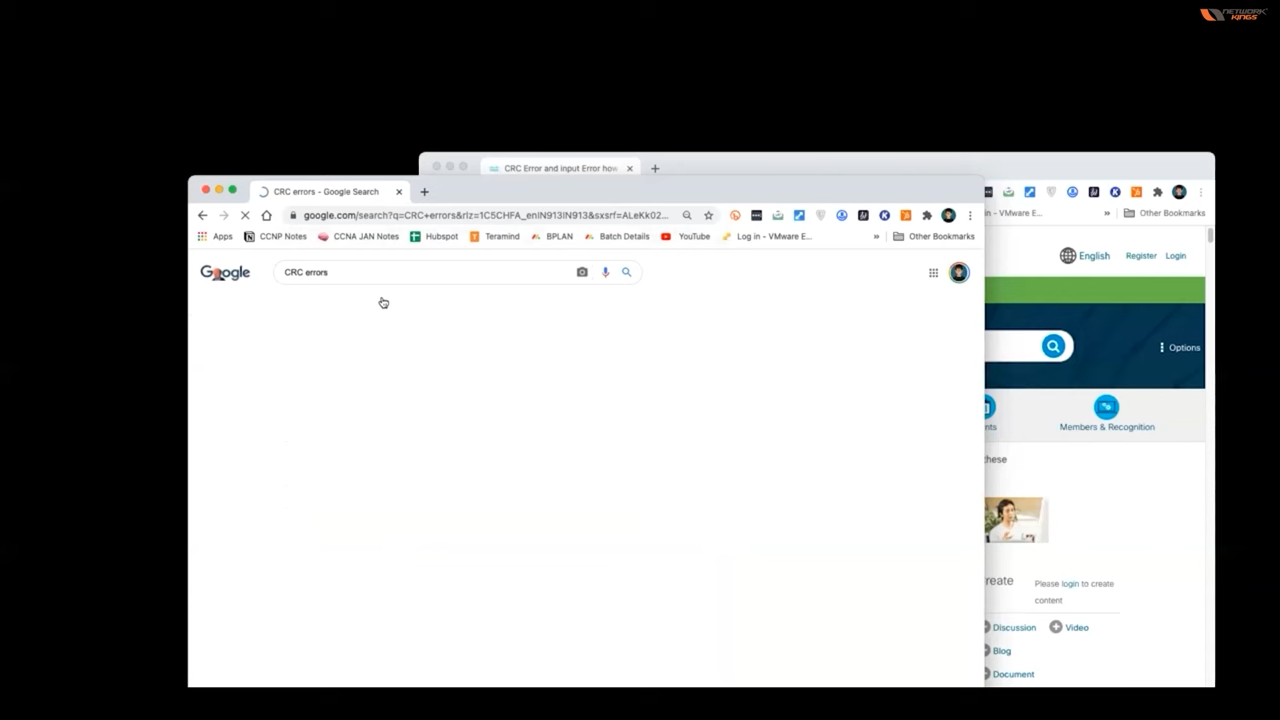 NETWORK
KINGS
CRC Error and input Error how
CRC errors - Google Search
google.com/search?q=CRC+errors&rlz=1C5CHFA_enIN913IN913&sxsrf=ALeKk02...
in - VMware E...
»
Other Bookmarks
Apps
CCNP Notes
CCNA JAN Notes
Hubspot
Teramind
BPLAN
Batch Details
YouTube
Log in - VMware E...
»
Other Bookmarks
English
Register
Login
Google
CRC errors
Options
nts
Members & Recognition
these
reate
Please login to create
content
Discussion
Video
Blog
Document